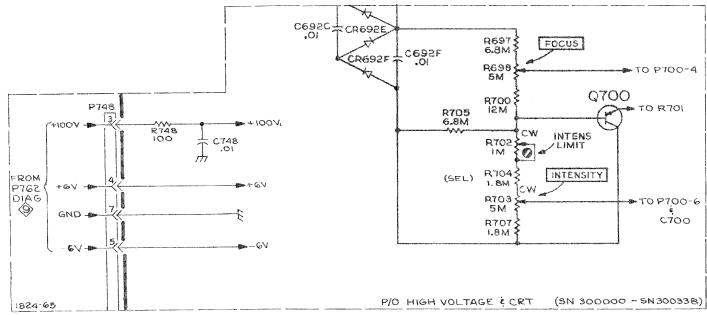 C692C
.01
CR692E
CR692F
C692F
.01
R697
6.8M
FOCUS
R698
5M
TO P700-4
R700
12M
Q700
TO R701
R705
6.8M
CW
R702
1M
INTENS
LIMIT
(SEL)
R704
1.8M
CW
INTENSITY
R703
5M
TO P700-6
&
C700
R707
1.8M
P748
+100V
3
R748
100
C748
.01
+100V₁
FROM
P762
DIAG
9
+6V
4
+6V
GND
7
-6V
5
-6V
1824-65
P/O HIGH VOLTAGE & CRT (SN 300000 - SN300338)